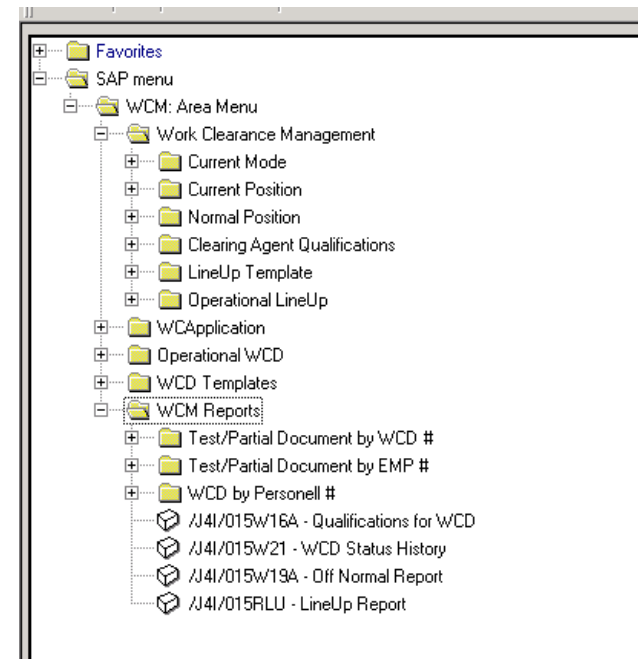 Favorites
SAP menu
WCM: Area Menu
Work Clearance Management
Current Mode
Current Position
Normal Position
Clearing Agent Qualifications
LineUp Template
Operational LineUp
WCApplication
Operational WCD
WCD Templates
WCM Reports
Test/Partial Document by WCD #
Test/Partial Document by EMP #
WCD by Personell #
/J4I/015W16A - Qualifications for WCD
/J4I/015W21 - WCD Status History
/J4I/015W19A - Off Normal Report
/J4I/015RLU - LineUp Report